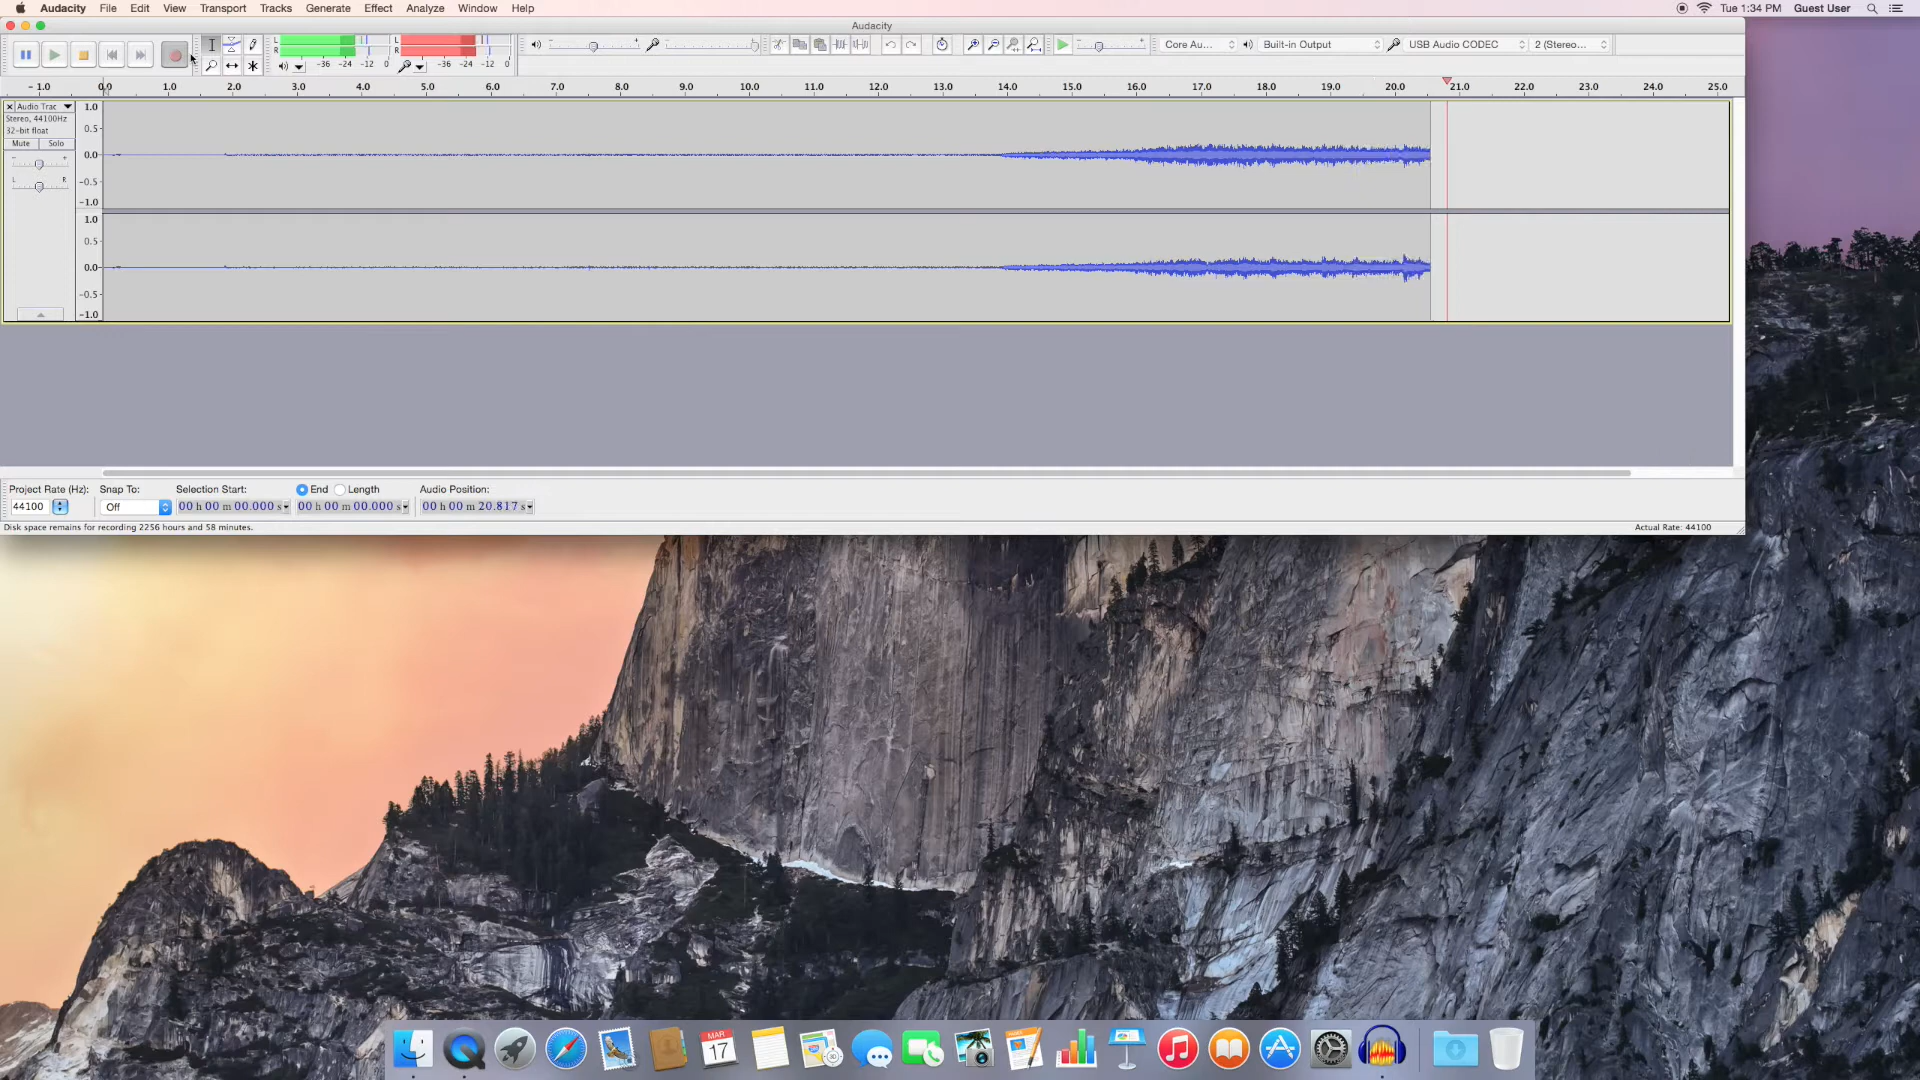 Audacity File Edit View Transport Tracks Generate Effect Analyze Window Help Tue 1:34 PM Guest User
Audacity
L R -36 -24 -12 0 L R -36 -24 -12 0
Core Au... Built-in Output USB Audio CODEC 2 (Stereo...
- 1.0 0.0 1.0 2.0 3.0 4.0 5.0 6.0 7.0 8.0 9.0 10.0 11.0 12.0 13.0 14.0 15.0 16.0 17.0 18.0 19.0 20.0 21.0 22.0 23.0 24.0 25.0
Audio Trac
Stereo, 44100Hz
32-bit float
Mute Solo
- +
L R
1.0
0.5
0.0
-0.5
-1.0
1.0
0.5
0.0
-0.5
-1.0
Project Rate (Hz): Snap To: Selection Start: End Length Audio Position:
44100 Off 00 h 00 m 00.000 s 00 h 00 m 00.000 s 00 h 00 m 20.817 s
Disk space remains for recording 2256 hours and 58 minutes. Actual Rate: 44100
MAR
17